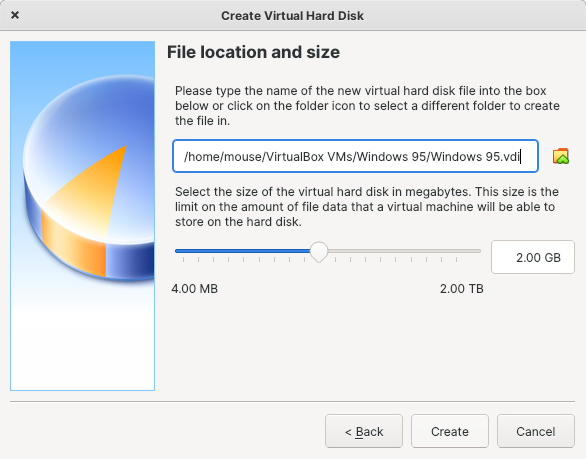 Create Virtual Hard Disk
File location and size
Please type the name of the new virtual hard disk file into the box
below or click on the folder icon to select a different folder to create
the file in.
/home/mouse/VirtualBox VMs/Windows 95/Windows 95.vdi
Select the size of the virtual hard disk in megabytes. This size is the
limit on the amount of file data that a virtual machine will be able to
store on the hard disk.
2.00 GB
4.00 MB 2.00 TB
< Back Create Cancel